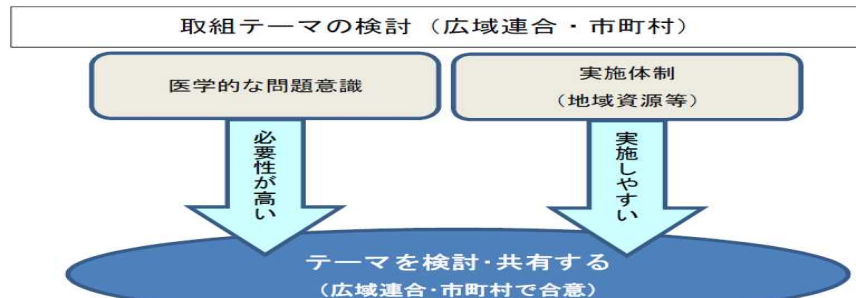 取組テーマの検討（広域連合・市町村）
医学的な問題意識
実施体制
（地域資源等）
必要性が高い
実施しやすい
テーマを検討・共有する
（広域連合・市町村で合意）